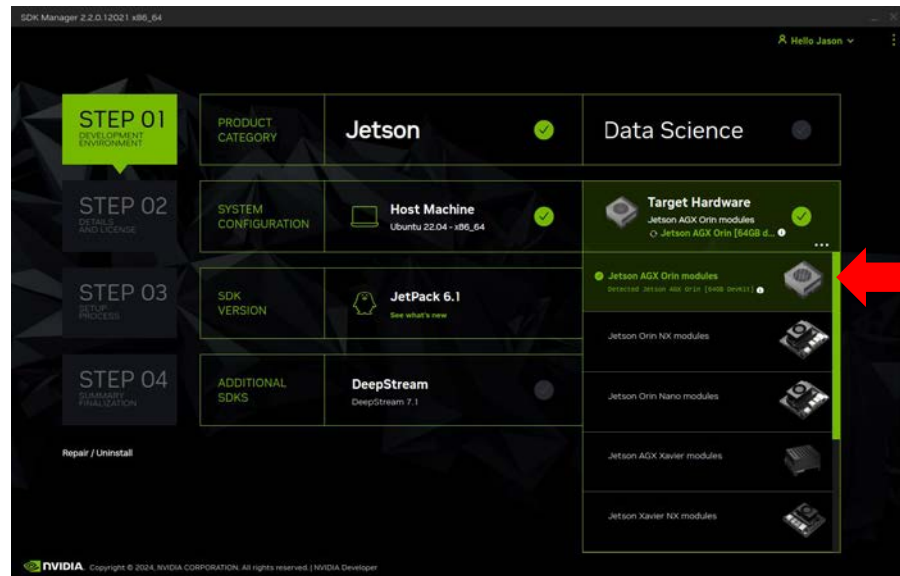 SDK Manager 2.2.0.12021 x86_64
Hello Jason
STEP 01
DEVELOPMENT
ENVIRONMENT
PRODUCT
CATEGORY
Jetson
Data Science
STEP 02
DETAILS
AND LICENSE
SYSTEM
CONFIGURATION
Host Machine
Ubuntu 22.04 - x86_64
Target Hardware
Jetson AGX Orin modules
Jetson AGX Orin [64GB d...
STEP 03
SETUP
PROCESS
SDK
VERSION
JetPack 6.1
See what's new
STEP 04
SUMMARY
FINALIZATION
ADDITIONAL
SDKS
DeepStream
DeepStream 7.1
Jetson AGX Orin modules
Detected Jetson AGX Orin [64GB DevKit]
Jetson Orin NX modules
Jetson Orin Nano modules
Jetson AGX Xavier modules
Jetson Xavier NX modules
Repair / Uninstall
NVIDIA. Copyright © 2024, NVIDIA CORPORATION. All rights reserved. | NVIDIA Developer